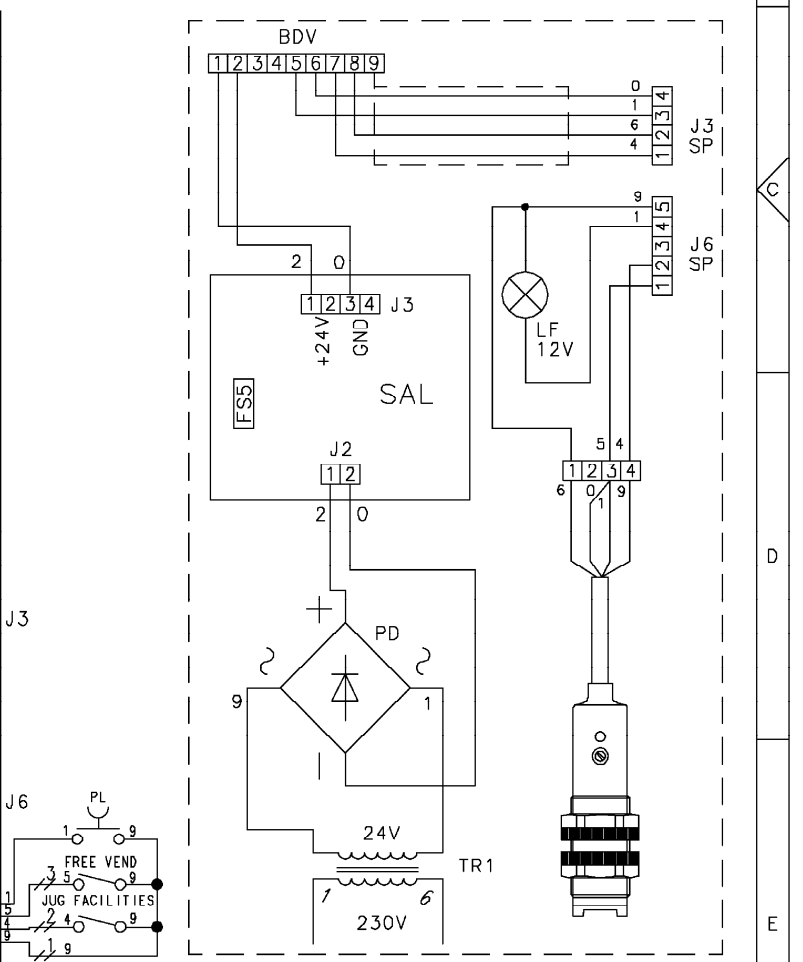 BDV
1 2 3 4 5 6 7 8 9
0
4
1
3
6
2
4
1
J3
SP
C
9
5
1
4
3
2
1
J6
SP
2 0
1 2 3 4 J3
+24V
GND
LF
12V
FS5
SAL
J2
1 2
5 4
1 2 3 4
6 0 1 9
2 0
D
J3
+
PD
~ ~
9 1
–
J6
PL
1 9
24V
TR1
FREE VEND
3 5 9
JUG FACILITIES
2 4 9
1 9
1
5
4
9
1 6
230V
E